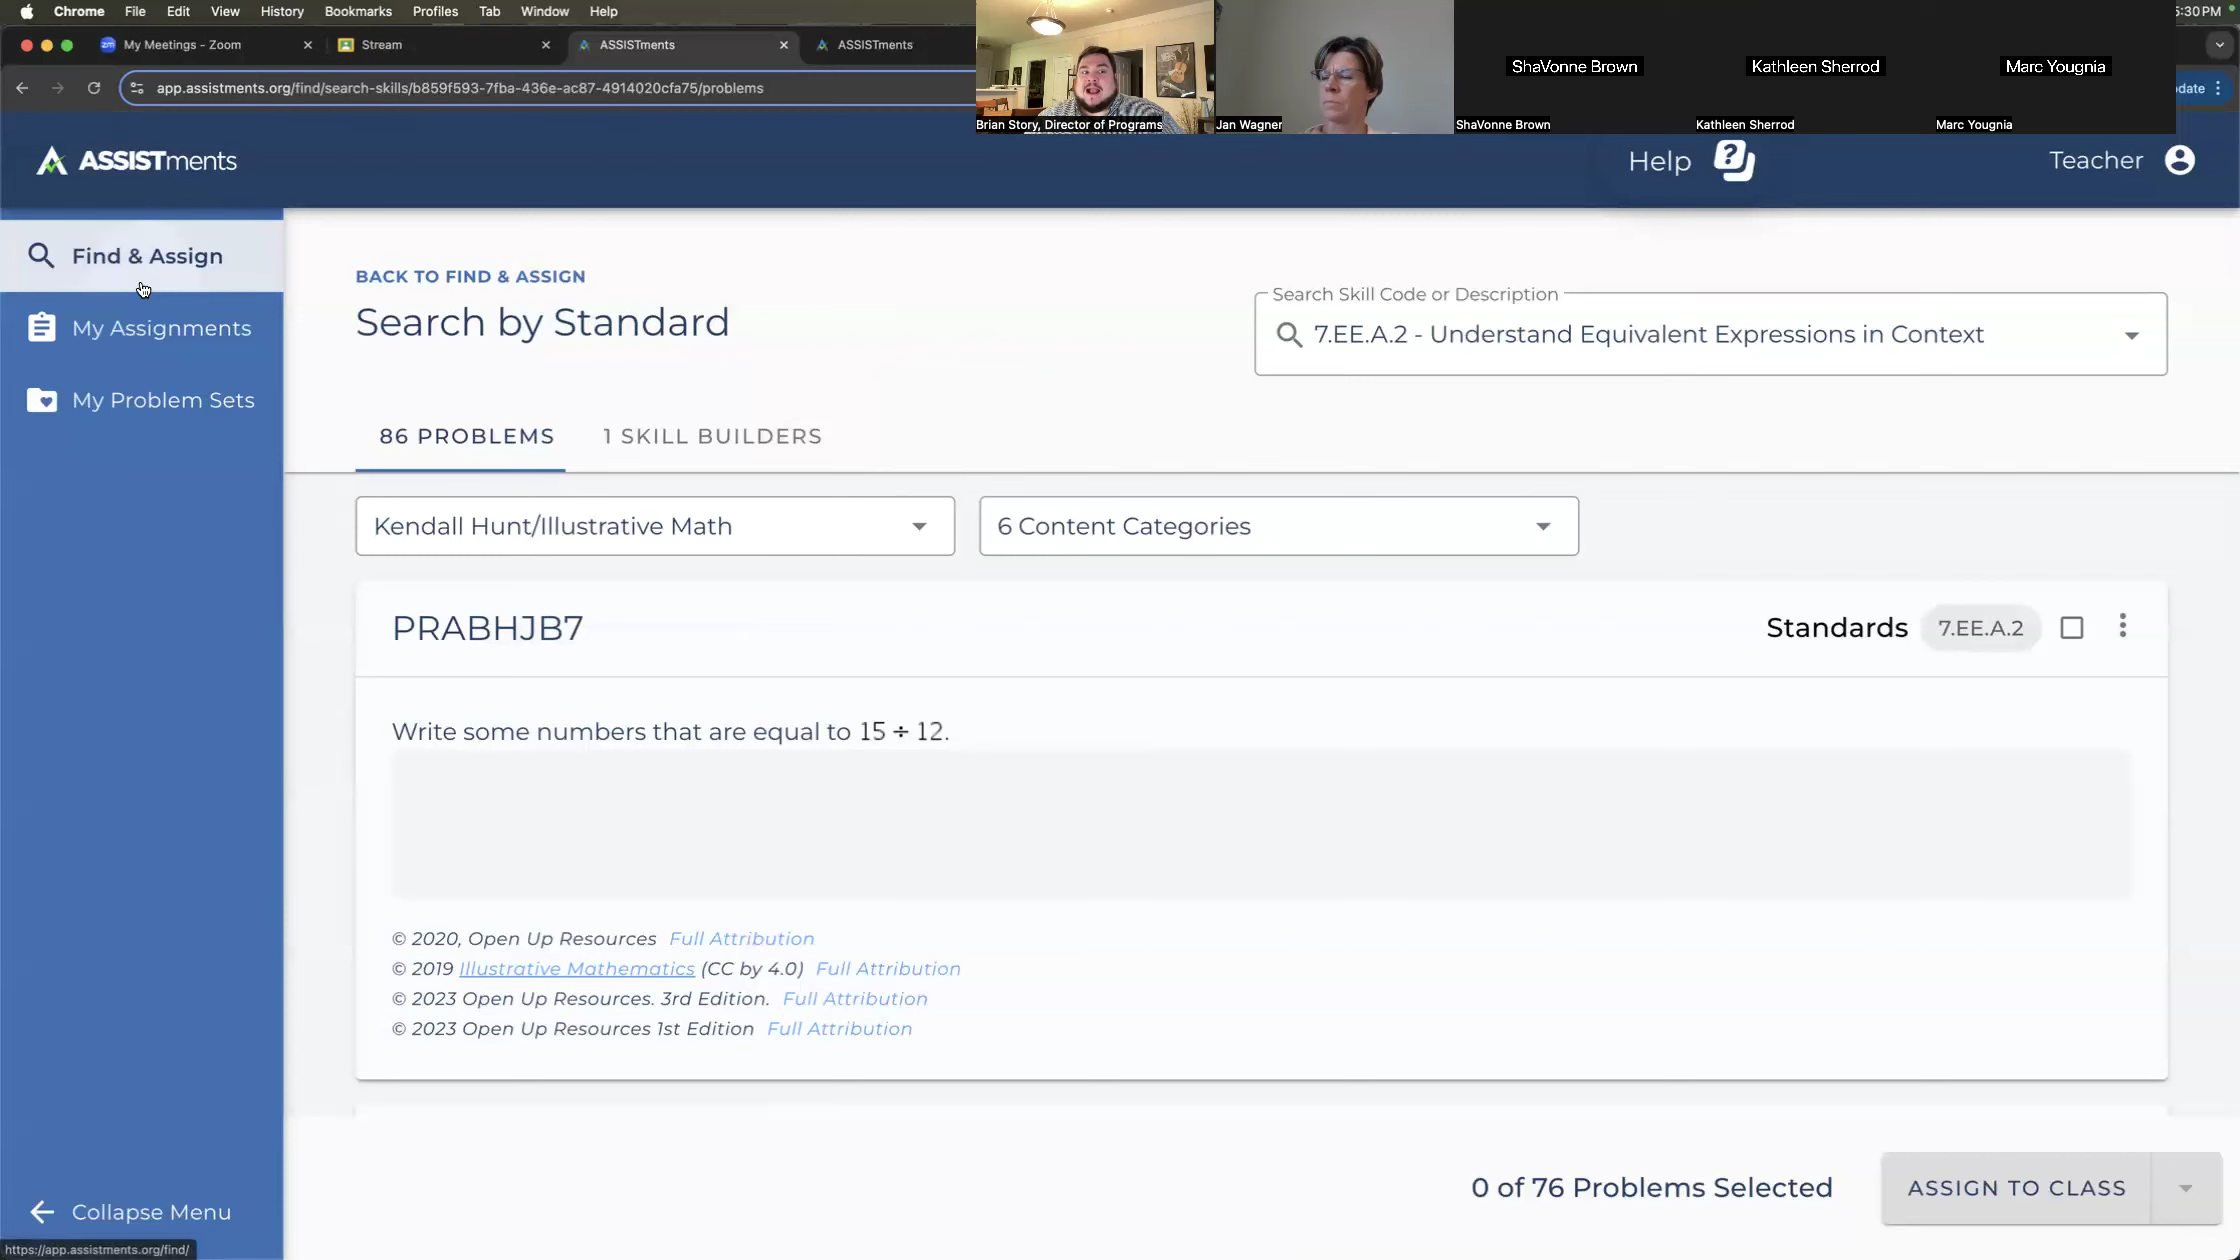 Chrome File Edit View History Bookmarks Profiles Tab Window Help
5:30 PM
zm My Meetings - Zoom
Stream
ASSISTments
ASSISTments
app.assistments.org/find/search-skills/b859f593-7fba-436e-ac87-4914020cfa75/problems
Brian Story, Director of Programs
Jan Wagner
ShaVonne Brown
ShaVonne Brown
Kathleen Sherrod
Kathleen Sherrod
Marc Yougnia
Marc Yougnia
ASSISTments
Help
Teacher
Find & Assign
My Assignments
My Problem Sets
BACK TO FIND & ASSIGN
Search by Standard
Search Skill Code or Description
7.EE.A.2 - Understand Equivalent Expressions in Context
86 PROBLEMS
1 SKILL BUILDERS
Kendall Hunt/Illustrative Math
6 Content Categories
PRABHJB7
Standards 7.EE.A.2
Write some numbers that are equal to 15 ÷ 12.
© 2020, Open Up Resources Full Attribution
© 2019 Illustrative Mathematics (CC by 4.0) Full Attribution
© 2023 Open Up Resources. 3rd Edition. Full Attribution
© 2023 Open Up Resources 1st Edition Full Attribution
0 of 76 Problems Selected
ASSIGN TO CLASS
Collapse Menu
https://app.assistments.org/find/